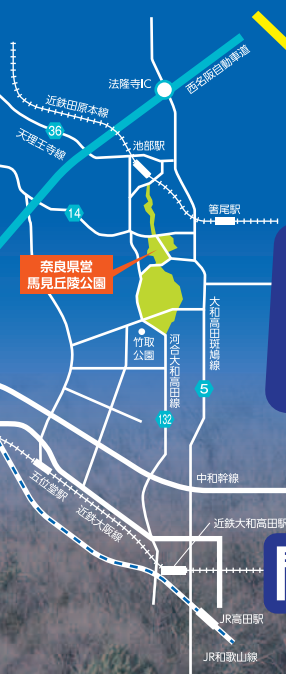 法隆寺IC
西名阪自動車道
近鉄田原本線
36
天理王寺線
池部駅
箸尾駅
14
奈良県営
馬見丘陵公園
竹取
公園
河合大和高田線
大和高田斑鳩線
5
132
中和幹線
五位堂駅
近鉄大阪線
近鉄大和高田駅
JR高田駅
JR和歌山線